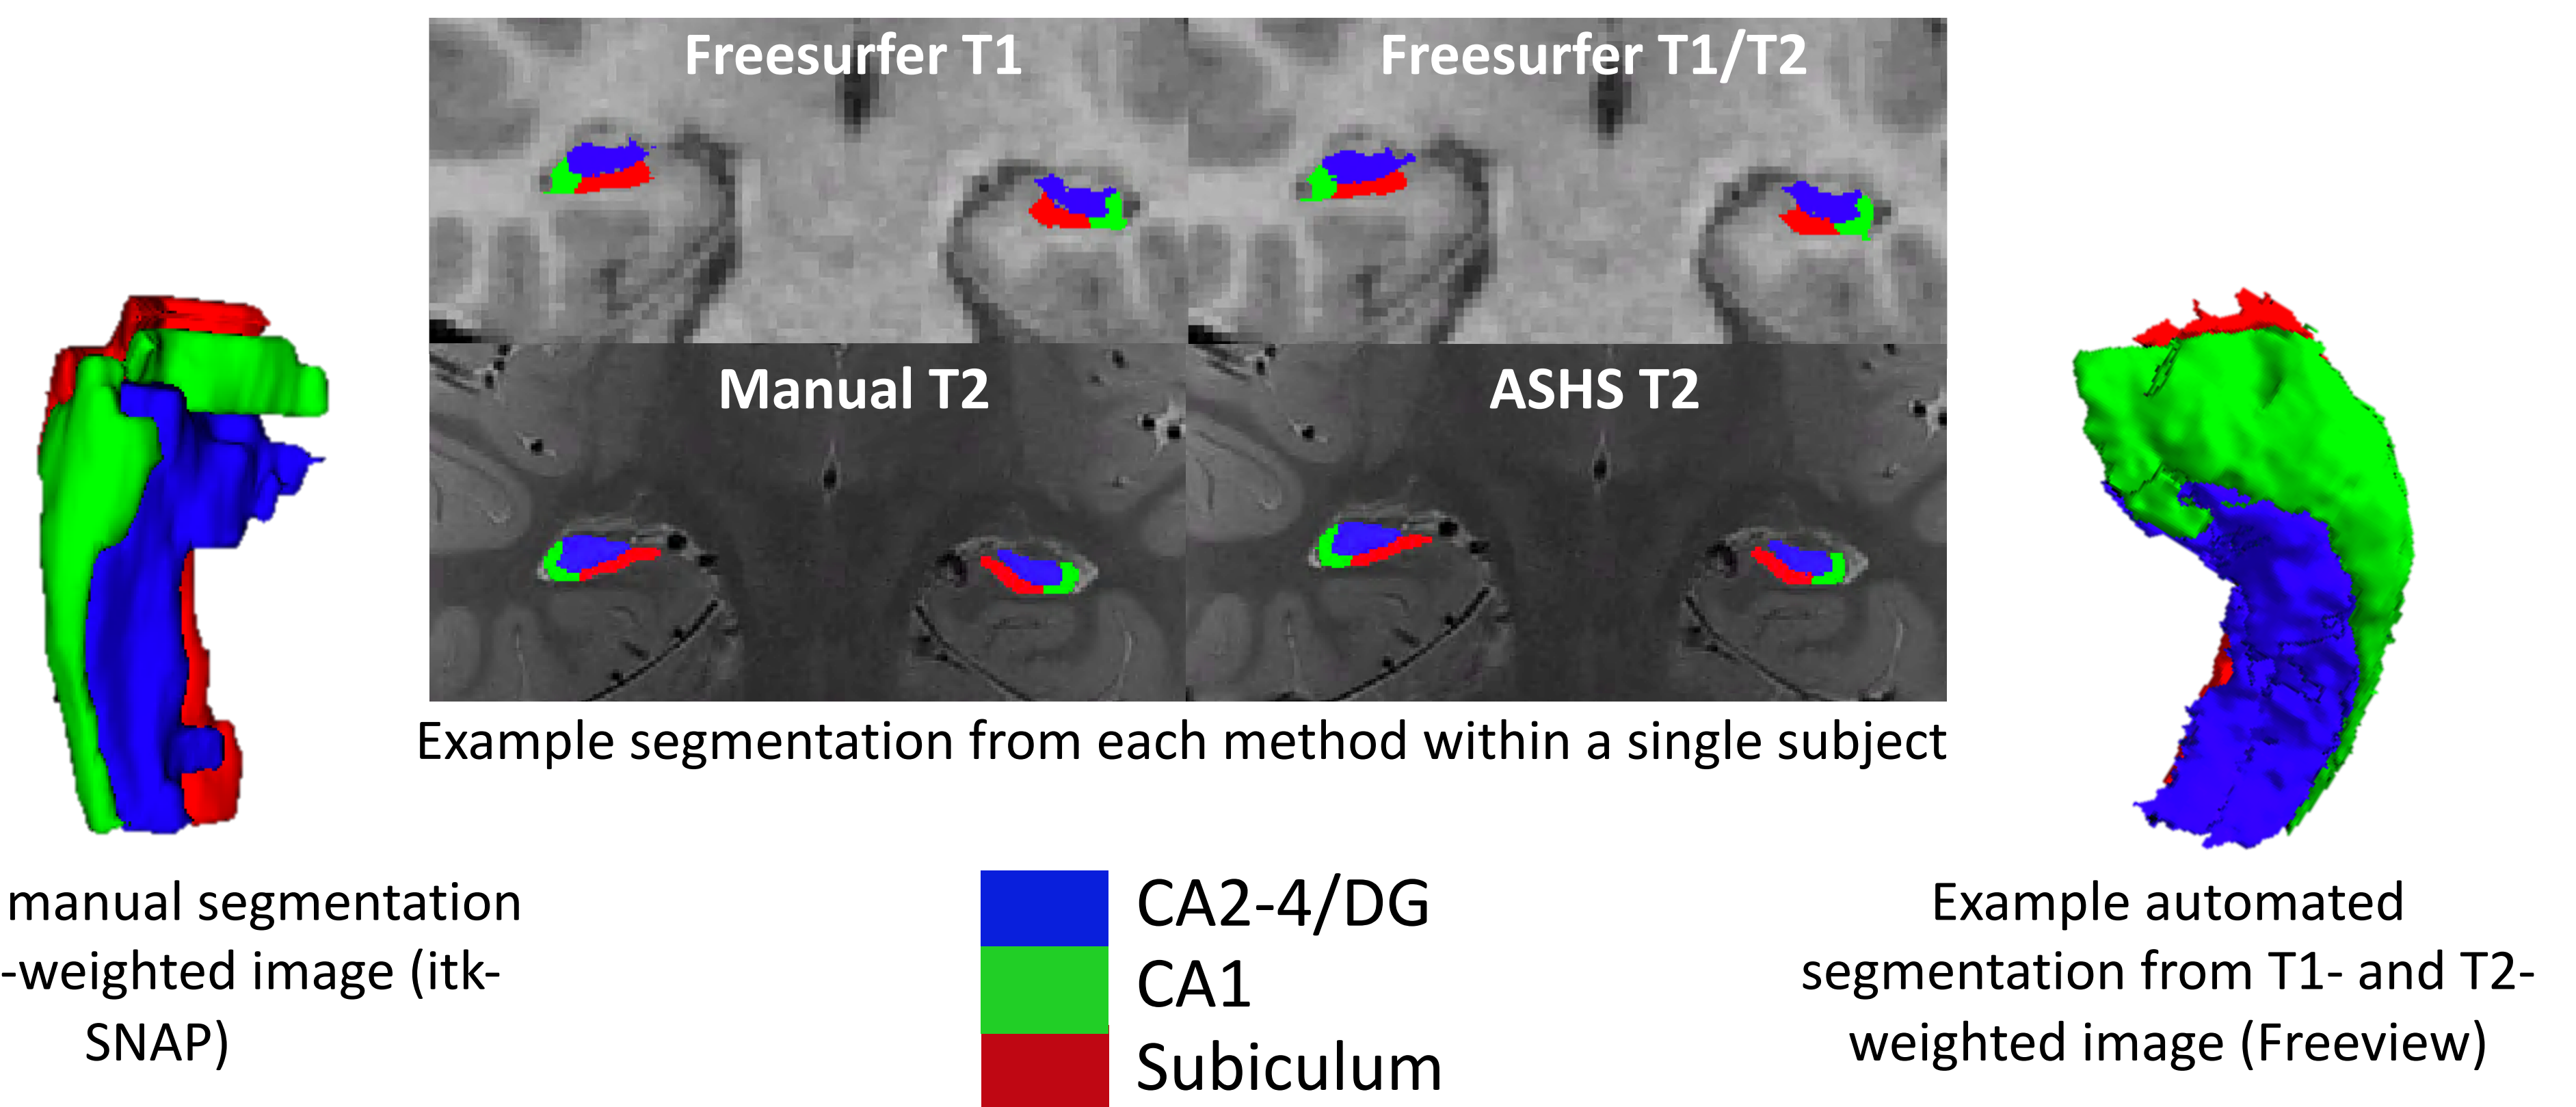 Freesurfer T1
Freesurfer T1/T2
Manual T2
ASHS T2
Example segmentation from each method within a single subject
manual segmentation
-weighted image (itk-
SNAP)
CA2-4/DG
CA1
Subiculum
Example automated
segmentation from T1- and T2-
weighted image (Freeview)